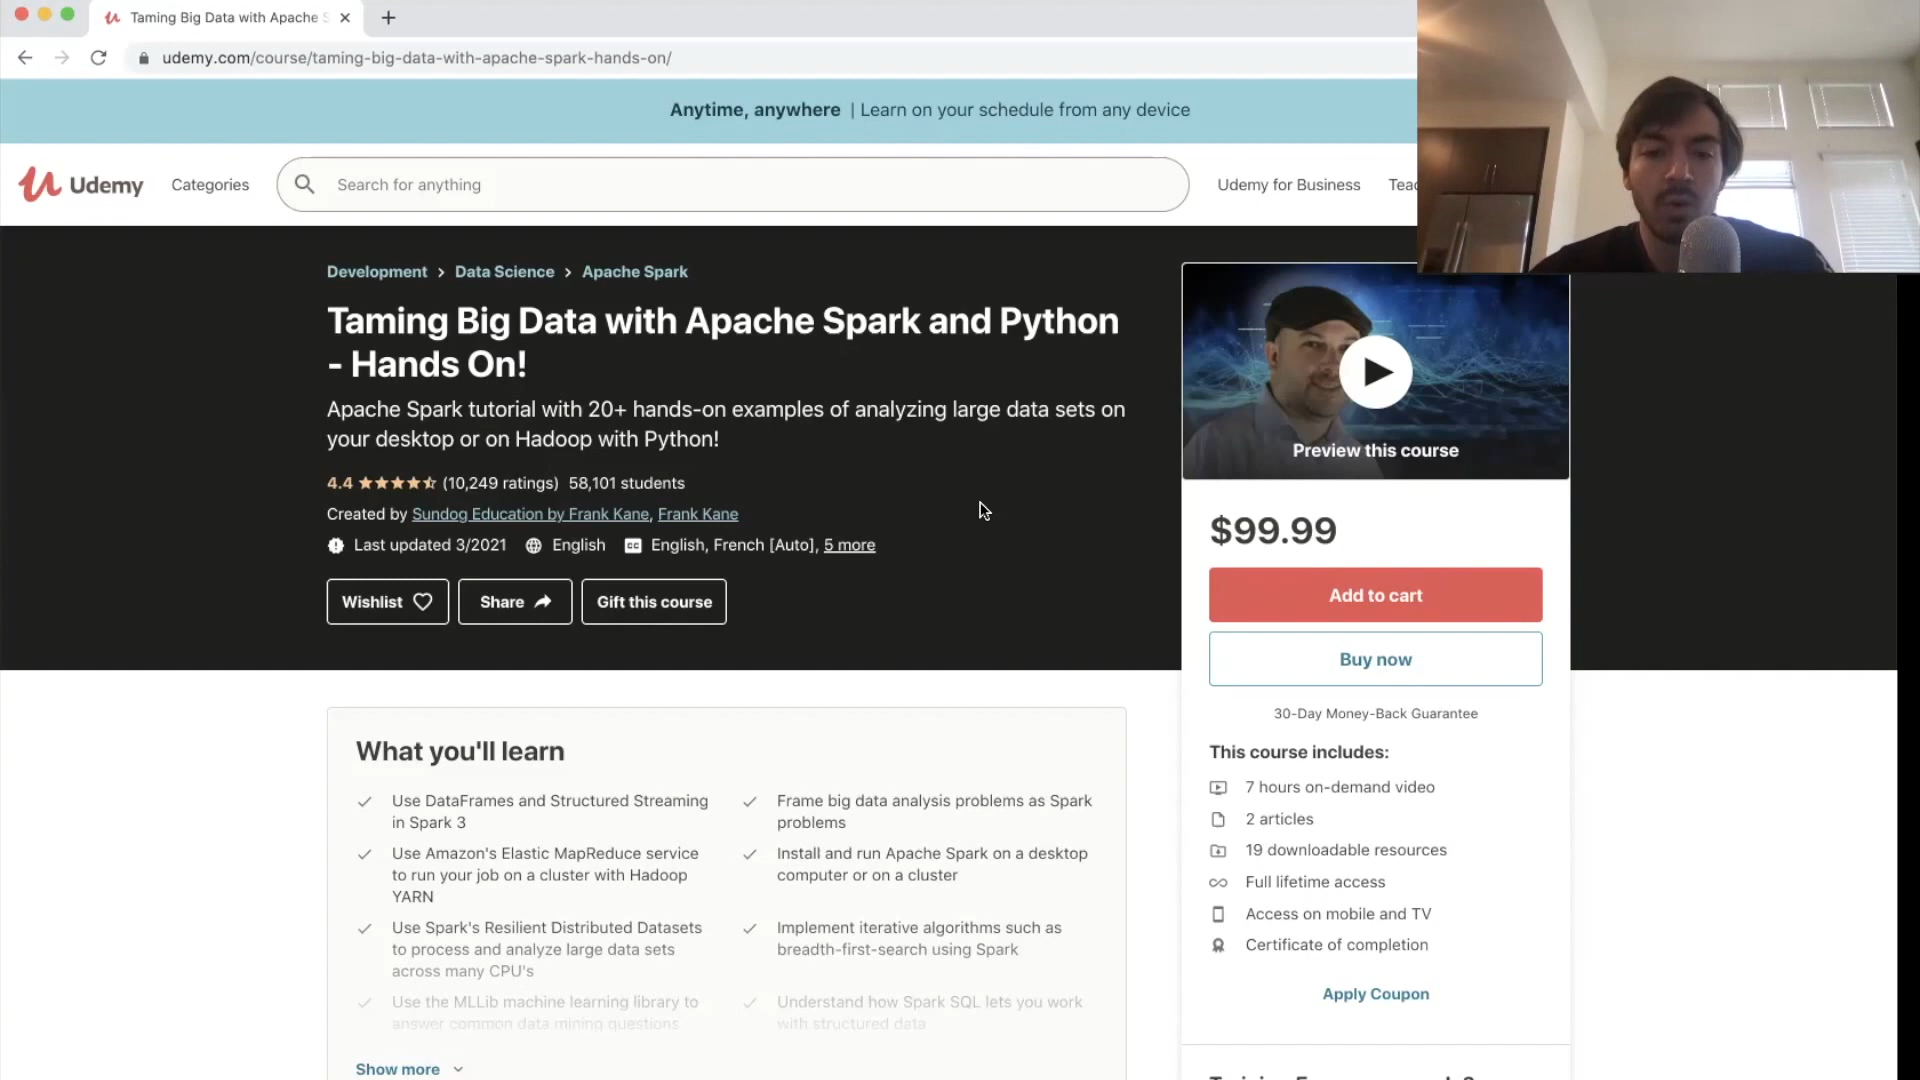 Taming Big Data with Apache S
udemy.com/course/taming-big-data-with-apache-spark-hands-on/
Anytime, anywhere | Learn on your schedule from any device
Udemy Categories Search for anything Udemy for Business
Development > Data Science > Apache Spark
Taming Big Data with Apache Spark and Python
- Hands On!
Apache Spark tutorial with 20+ hands-on examples of analyzing large data sets on
your desktop or on Hadoop with Python!
4.4 (10,249 ratings) 58,101 students
Created by Sundog Education by Frank Kane, Frank Kane
Last updated 3/2021 English CC English, French [Auto], 5 more
Wishlist Share Gift this course
Preview this course
$99.99
Add to cart
Buy now
30-Day Money-Back Guarantee
This course includes:
7 hours on-demand video
2 articles
19 downloadable resources
Full lifetime access
Access on mobile and TV
Certificate of completion
Apply Coupon
What you'll learn
Use DataFrames and Structured Streaming
in Spark 3
Use Amazon's Elastic MapReduce service
to run your job on a cluster with Hadoop
YARN
Use Spark's Resilient Distributed Datasets
to process and analyze large data sets
across many CPU's
Use the MLLib machine learning library to
answer common data mining questions
Frame big data analysis problems as Spark
problems
Install and run Apache Spark on a desktop
computer or on a cluster
Implement iterative algorithms such as
breadth-first-search using Spark
Understand how Spark SQL lets you work
with structured data
Show more